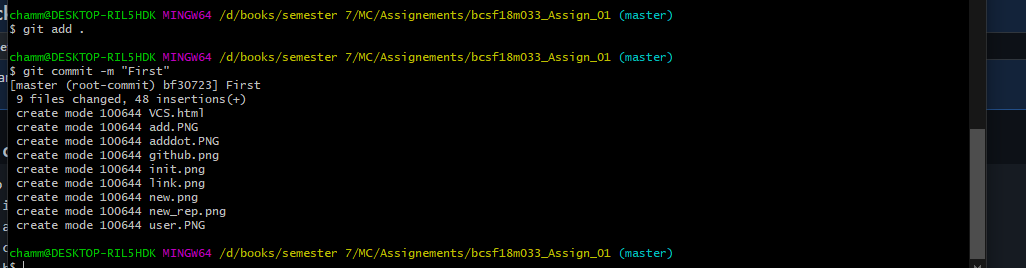 chamm@DESKTOP-RIL5HDK MINGW64 /d/books/semester 7/MC/Assignements/bcsf18m033_Assign_01 (master)
$ git add .
chamm@DESKTOP-RIL5HDK MINGW64 /d/books/semester 7/MC/Assignements/bcsf18m033_Assign_01 (master)
$ git commit -m "First"
[master (root-commit) bf30723] First
 9 files changed, 48 insertions(+)
 create mode 100644 VCS.html
 create mode 100644 add.PNG
 create mode 100644 adddot.PNG
 create mode 100644 github.png
 create mode 100644 init.png
 create mode 100644 link.png
 create mode 100644 new.png
 create mode 100644 new_rep.png
 create mode 100644 user.PNG
chamm@DESKTOP-RIL5HDK MINGW64 /d/books/semester 7/MC/Assignements/bcsf18m033_Assign_01 (master)
$